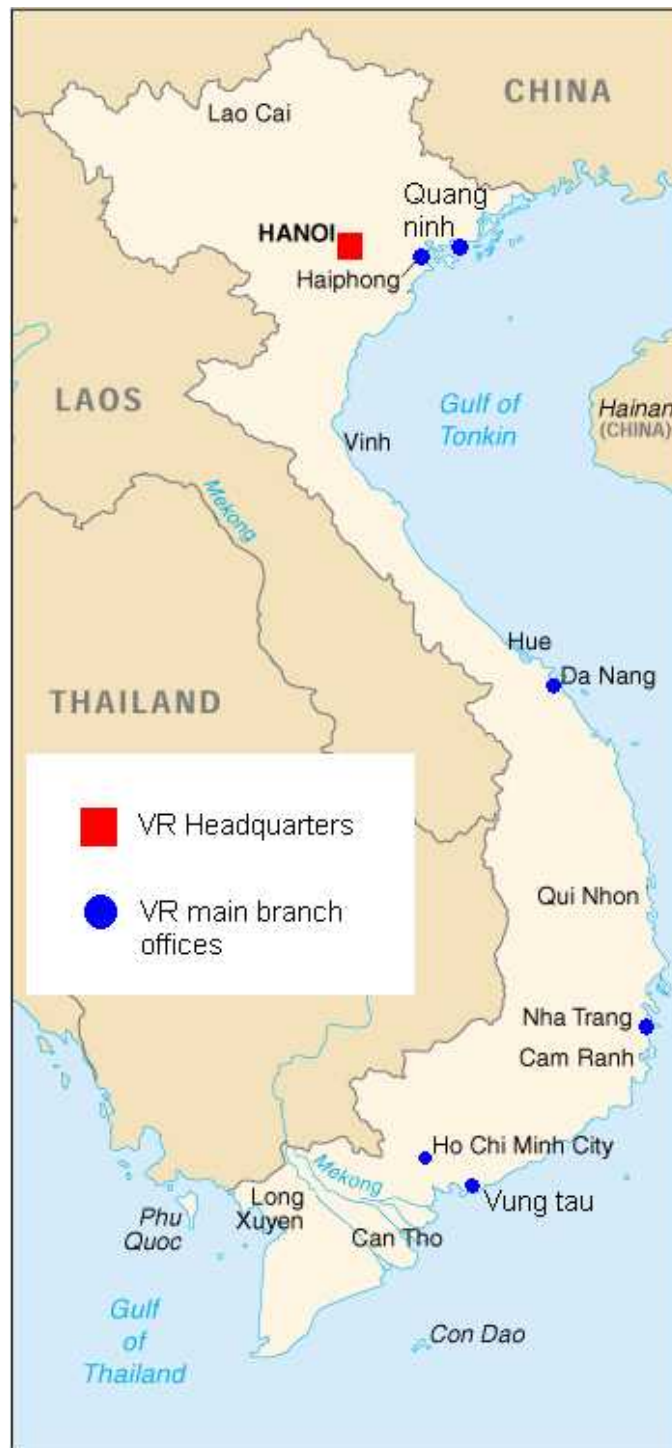 CHINA
Lao Cai
Quang
ninh
HANOI
Haiphong
LAOS
Gulf of
Tonkin
Hainan
(CHINA)
Vinh
Mekong
Hue
Da Nang
THAILAND
VR Headquarters
VR main branch
offices
Qui Nhon
Nha Trang
Cam Ranh
Ho Chi Minh City
Mekong
Vung tau
Long
Xuyen
Phu
Quoc
Can Tho
Gulf
of
Thailand
Con Dao